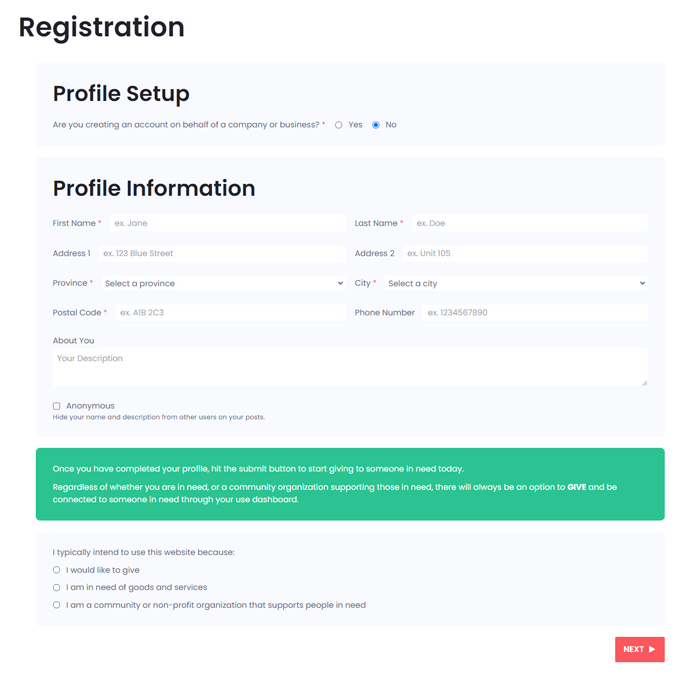 Registration
Profile Setup
Are you creating an account on behalf of a company or business? * Yes No
Profile Information
First Name * ex. Jane Last Name * ex. Doe
Address 1 ex. 123 Blue Street Address 2 ex. Unit 105
Province * Select a province City * Select a city
Postal Code * ex. A1B 2C3 Phone Number ex. 1234567890
About You
Your Description
Anonymous
Hide your name and description from other users on your posts.
Once you have completed your profile, hit the submit button to start giving to someone in need today.
Regardless of whether you are in need, or a community organization supporting those in need, there will always be an option to GIVE and be
connected to someone in need through your use dashboard.
I typically intend to use this website because:
I would like to give
I am in need of goods and services
I am a community or non-profit organization that supports people in need
NEXT